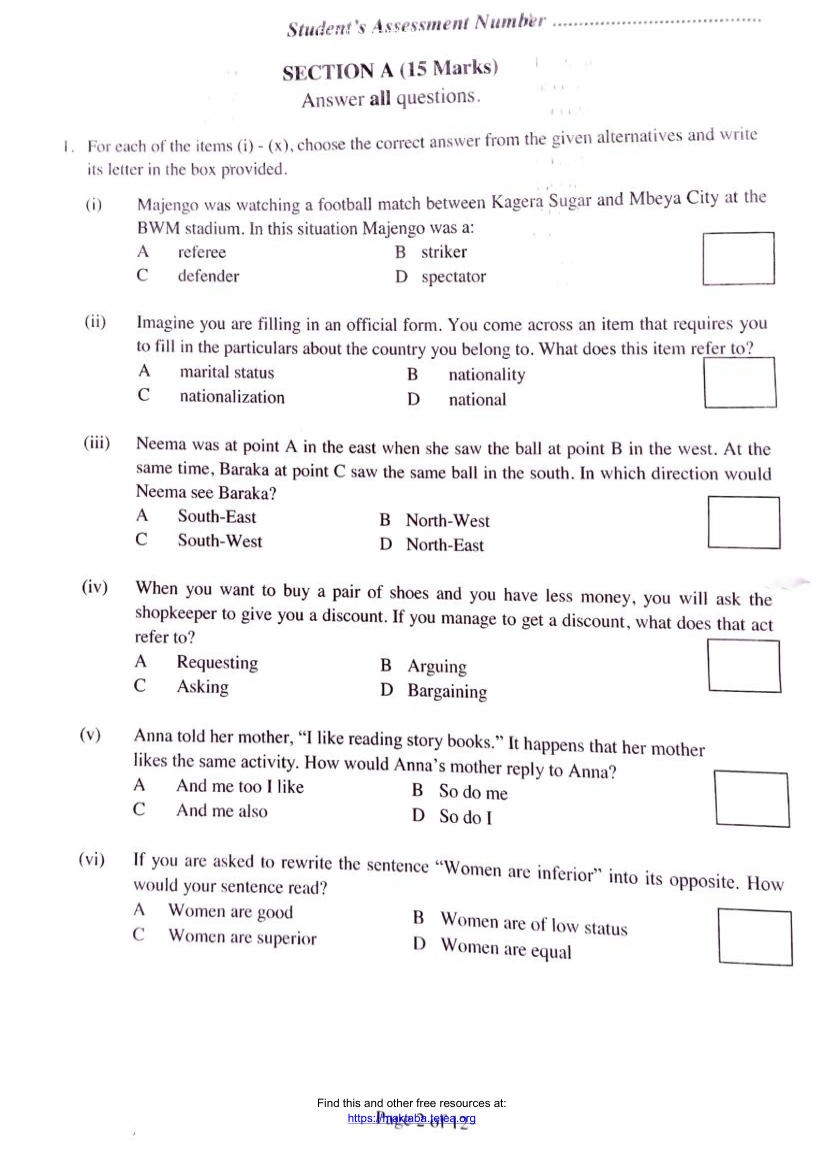 Student's Assessment Number ........................................
SECTION A (15 Marks)
Answer all questions.
1. For each of the items (i) - (x), choose the correct answer from the given alternatives and write
its letter in the box provided.
(i) Majengo was watching a football match between Kagera Sugar and Mbeya City at the
BWM stadium. In this situation Majengo was a:
A referee B striker
C defender D spectator
(ii) Imagine you are filling in an official form. You come across an item that requires you
to fill in the particulars about the country you belong to. What does this item refer to?
A marital status B nationality
C nationalization D national
(iii) Neema was at point A in the east when she saw the ball at point B in the west. At the
same time, Baraka at point C saw the same ball in the south. In which direction would
Neema see Baraka?
A South-East B North-West
C South-West D North-East
(iv) When you want to buy a pair of shoes and you have less money, you will ask the
shopkeeper to give you a discount. If you manage to get a discount, what does that act
refer to?
A Requesting B Arguing
C Asking D Bargaining
(v) Anna told her mother, “I like reading story books.” It happens that her mother
likes the same activity. How would Anna's mother reply to Anna?
A And me too I like B So do me
C And me also D So do I
(vi) If you are asked to rewrite the sentence “Women are inferior” into its opposite. How
would your sentence read?
A Women are good B Women are of low status
C Women are superior D Women are equal
Find this and other free resources at:
https://maktaba.tetea.org
Page 2 of 12